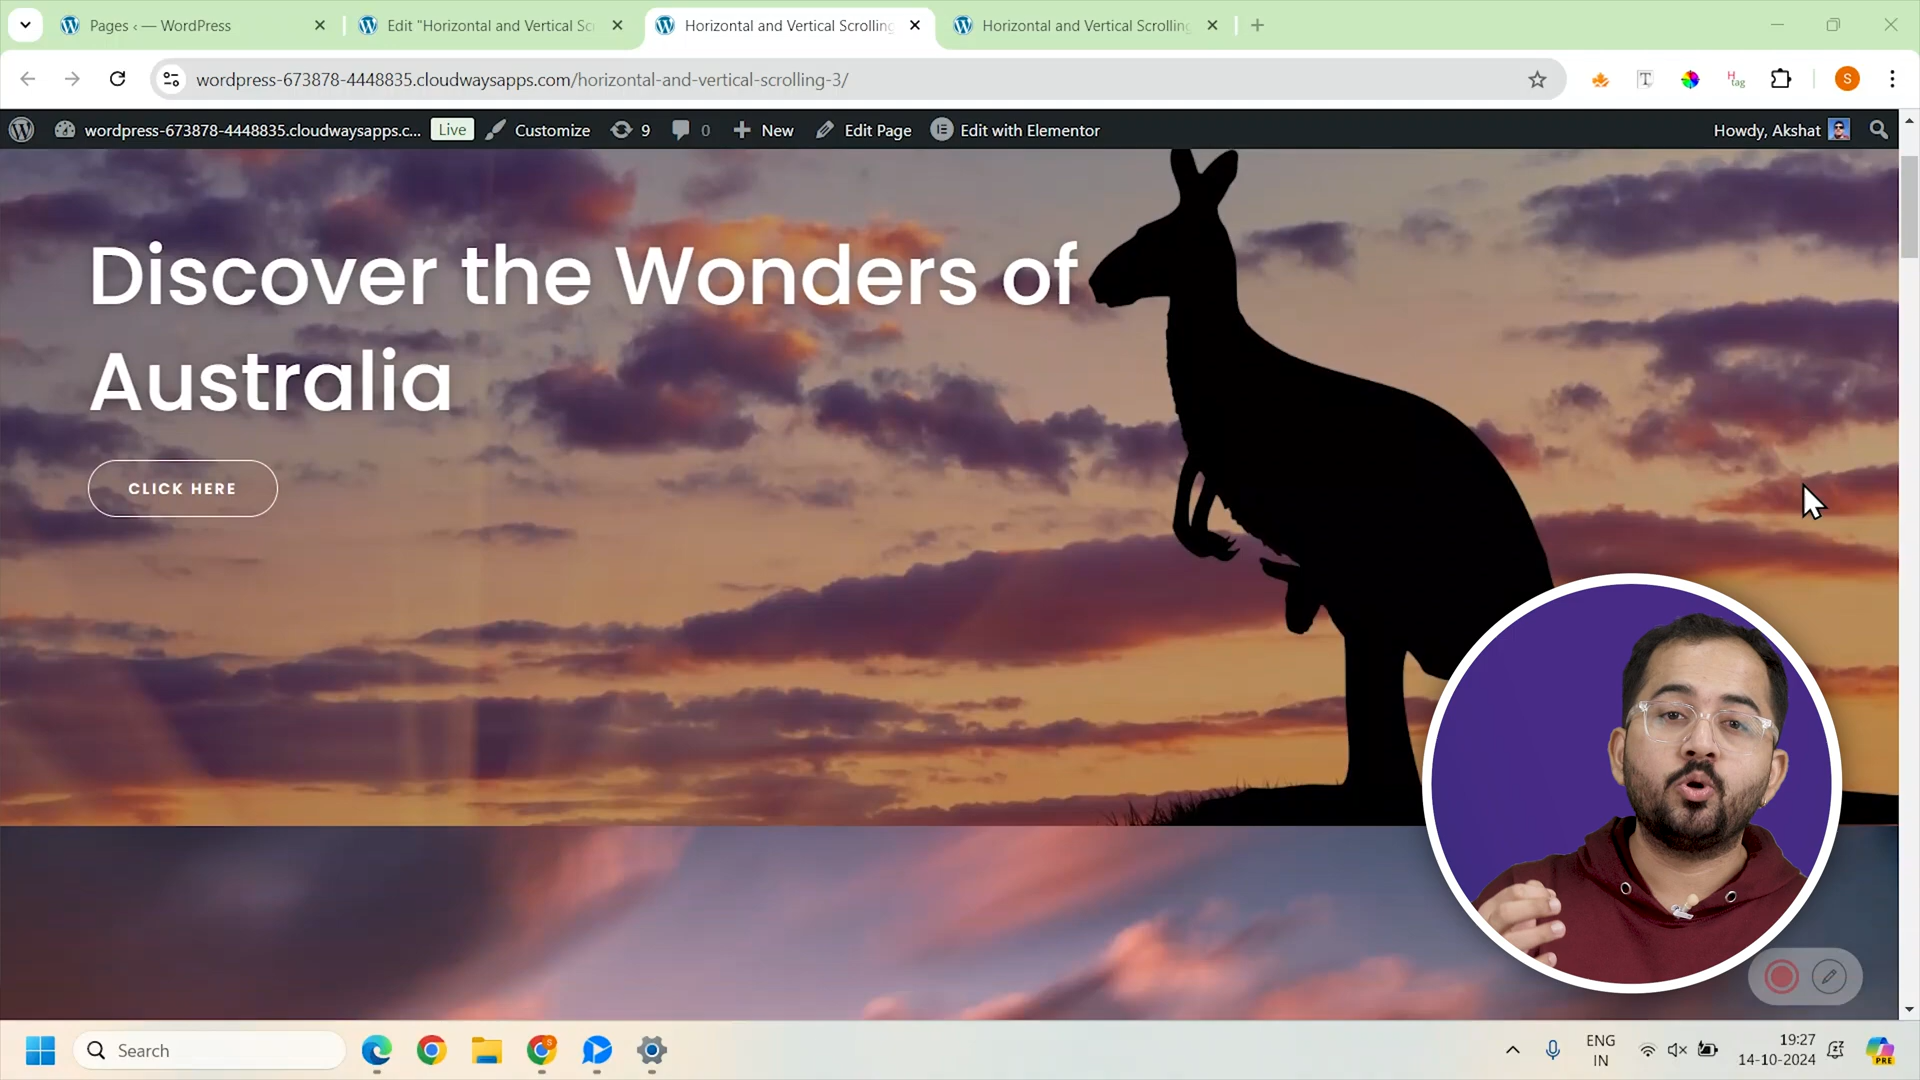 Pages ‹ — WordPress
Edit "Horizontal and Vertical Sc
Horizontal and Vertical Scrolling
Horizontal and Vertical Scrolling
wordpress-673878-4448835.cloudwaysapps.com/horizontal-and-vertical-scrolling-3/
T
H tag
S
wordpress-673878-4448835.cloudwaysapps.c... Live Customize 9 0 New Edit Page Edit with Elementor Howdy, Akshat
Discover the Wonders of
Australia
CLICK HERE
Search
ENG
IN
19:27
14-10-2024
PRE